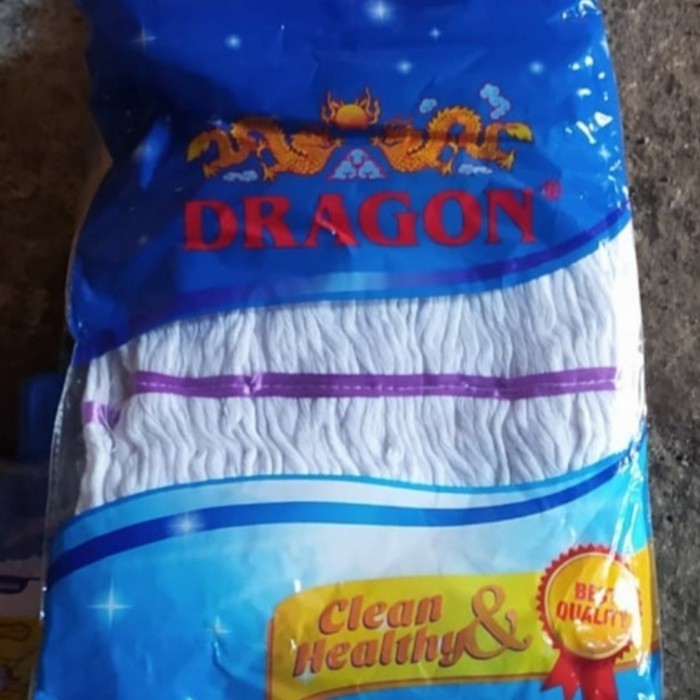 DRAGON®
Clean &
Healthy
BEST
QUALITY